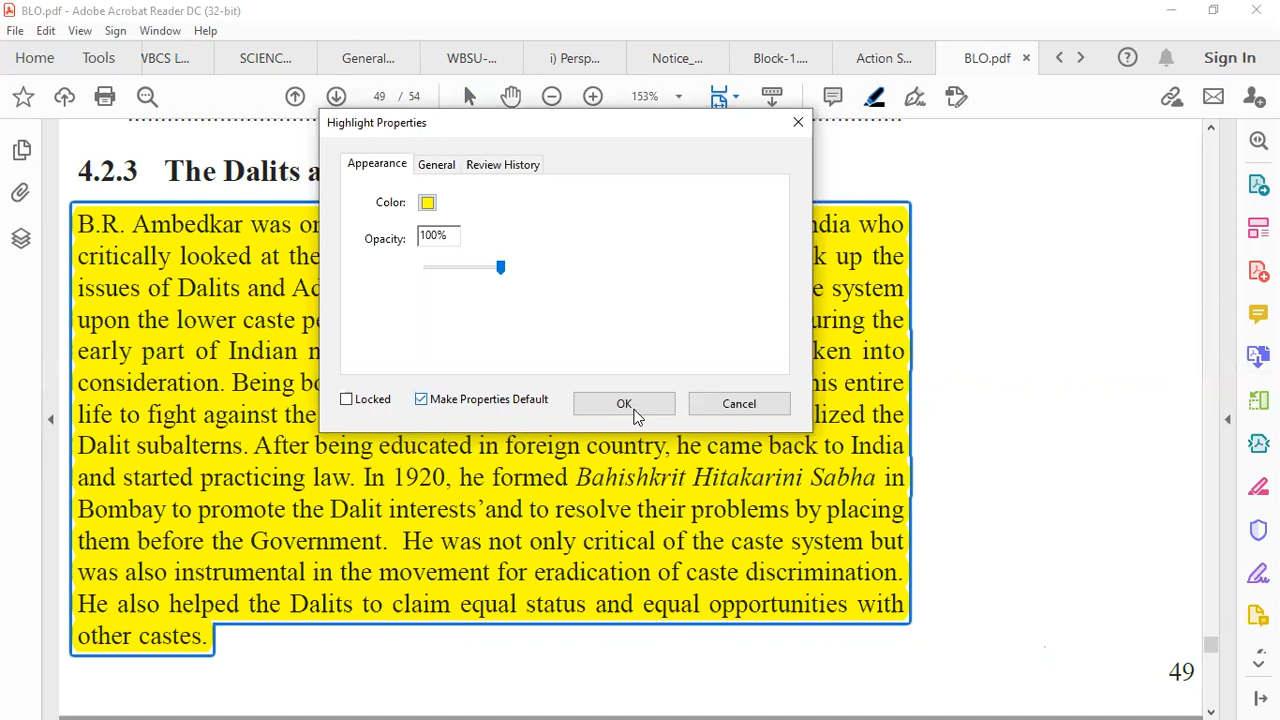 BLO.pdf - Adobe Acrobat Reader DC (32-bit)
File Edit View Sign Window Help
Home Tools VBCS L... SCIENC... General... WBSU-... i) Persp... Notice_... Block-1.... Action S... BLO.pdf × Sign In
49 / 54 153%
Highlight Properties
4.2.3 The Dalits a
Appearance General Review History
Color:
Opacity: 100%
Locked Make Properties Default OK Cancel
B.R. Ambedkar was or ndia who
critically looked at the k up the
issues of Dalits and Ad e system
upon the lower caste pe uring the
early part of Indian n ken into
consideration. Being bo his entire
life to fight against the lized the
Dalit subalterns. After being educated in foreign country, he came back to India
and started practicing law. In 1920, he formed Bahishkrit Hitakarini Sabha in
Bombay to promote the Dalit interests’and to resolve their problems by placing
them before the Government. He was not only critical of the caste system but
was also instrumental in the movement for eradication of caste discrimination.
He also helped the Dalits to claim equal status and equal opportunities with
other castes.
49